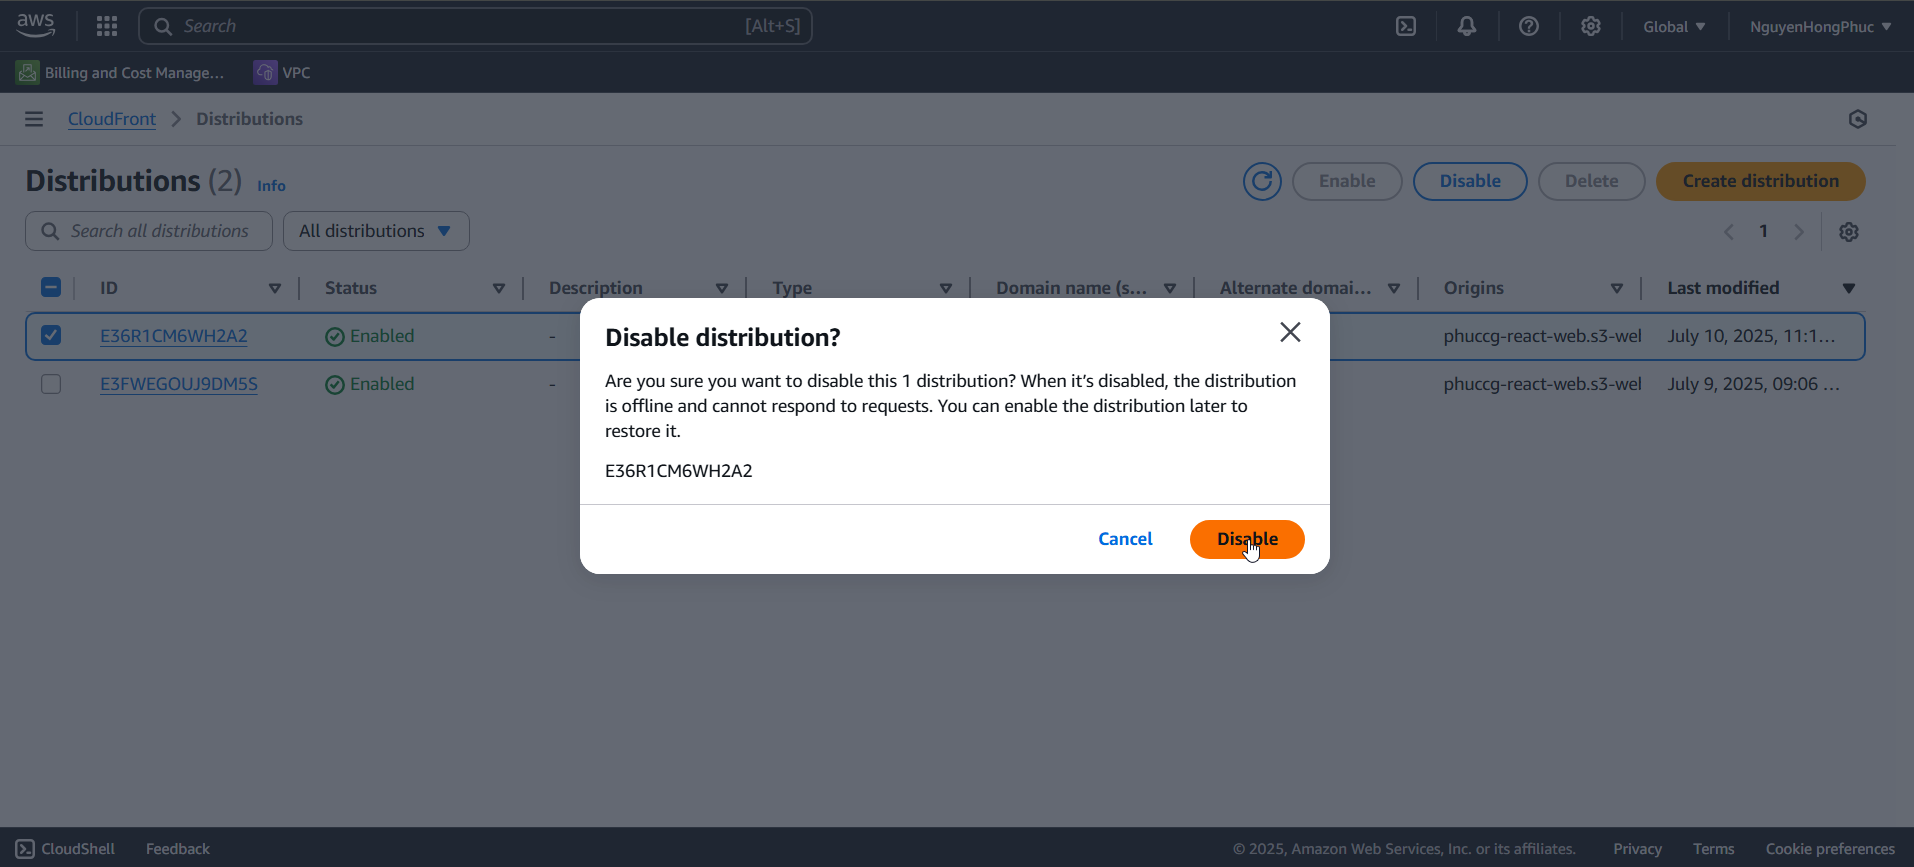 aws
Search [Alt+S]
Global NguyenHongPhuc
Billing and Cost Manage... VPC
CloudFront Distributions
Distributions (2) Info
Enable Disable Delete Create distribution
Search all distributions All distributions
1
ID Status Description Type Domain name (s... Alternate domai... Origins Last modified
E36R1CM6WH2A2 Enabled - phuccg-react-web.s3-wel July 10, 2025, 11:1...
E3FWEGOUJ9DM5S Enabled - phuccg-react-web.s3-wel July 9, 2025, 09:06 ...
Disable distribution?
Are you sure you want to disable this 1 distribution? When it's disabled, the distribution
is offline and cannot respond to requests. You can enable the distribution later to
restore it.
E36R1CM6WH2A2
Cancel Disable
CloudShell Feedback © 2025, Amazon Web Services, Inc. or its affiliates. Privacy Terms Cookie preferences